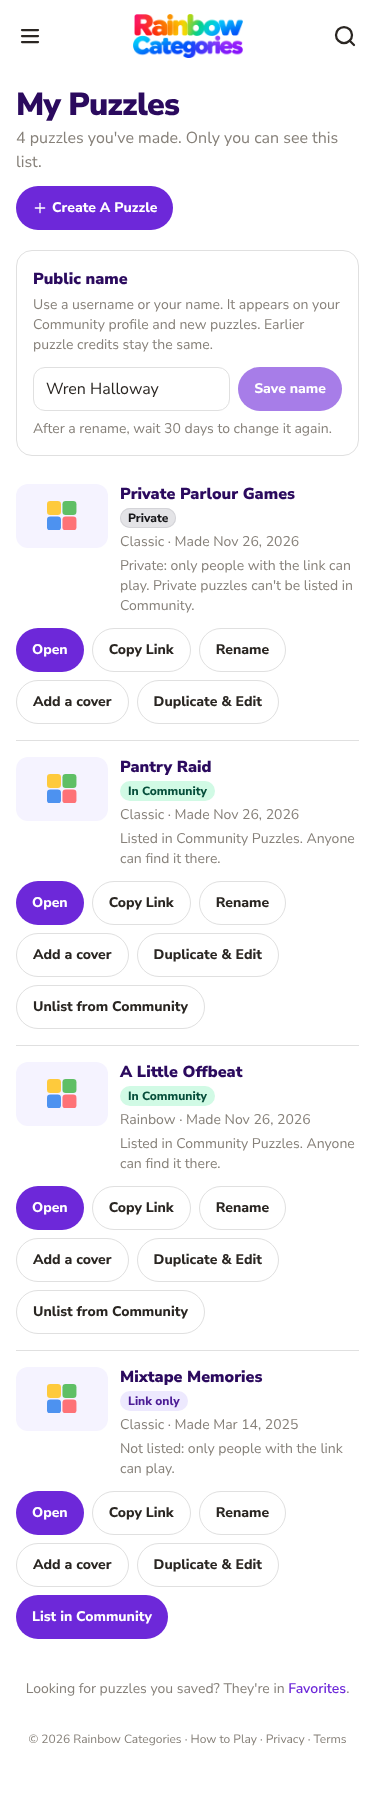 Rainbow
Categories
My Puzzles
4 puzzles you've made. Only you can see this
list.
+ Create A Puzzle
Public name
Use a username or your name. It appears on your
Community profile and new puzzles. Earlier
puzzle credits stay the same.
Wren Halloway
Save name
After a rename, wait 30 days to change it again.
Private Parlour Games
Private
Classic · Made Nov 26, 2026
Private: only people with the link can
play. Private puzzles can't be listed in
Community.
Open
Copy Link
Rename
Add a cover
Duplicate & Edit
Pantry Raid
In Community
Classic · Made Nov 26, 2026
Listed in Community Puzzles. Anyone
can find it there.
Open
Copy Link
Rename
Add a cover
Duplicate & Edit
Unlist from Community
A Little Offbeat
In Community
Rainbow · Made Nov 26, 2026
Listed in Community Puzzles. Anyone
can find it there.
Open
Copy Link
Rename
Add a cover
Duplicate & Edit
Unlist from Community
Mixtape Memories
Link only
Classic · Made Mar 14, 2025
Not listed: only people with the link
can play.
Open
Copy Link
Rename
Add a cover
Duplicate & Edit
List in Community
Looking for puzzles you saved? They're in Favorites.
© 2026 Rainbow Categories · How to Play · Privacy · Terms